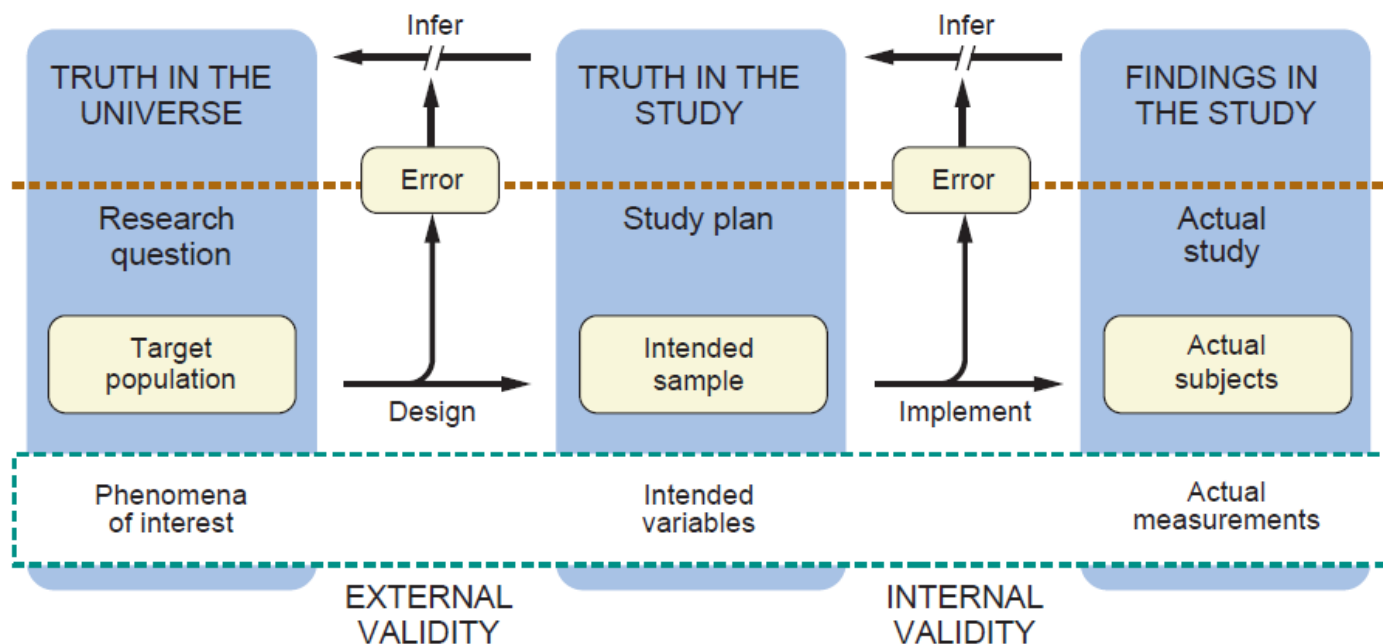 Infer
Infer
TRUTH IN THE
UNIVERSE
TRUTH IN THE
STUDY
FINDINGS IN
THE STUDY
Error
Error
Research
question
Study plan
Actual
study
Target
population
Intended
sample
Actual
subjects
Design
Implement
Phenomena
of interest
Intended
variables
Actual
measurements
EXTERNAL
VALIDITY
INTERNAL
VALIDITY